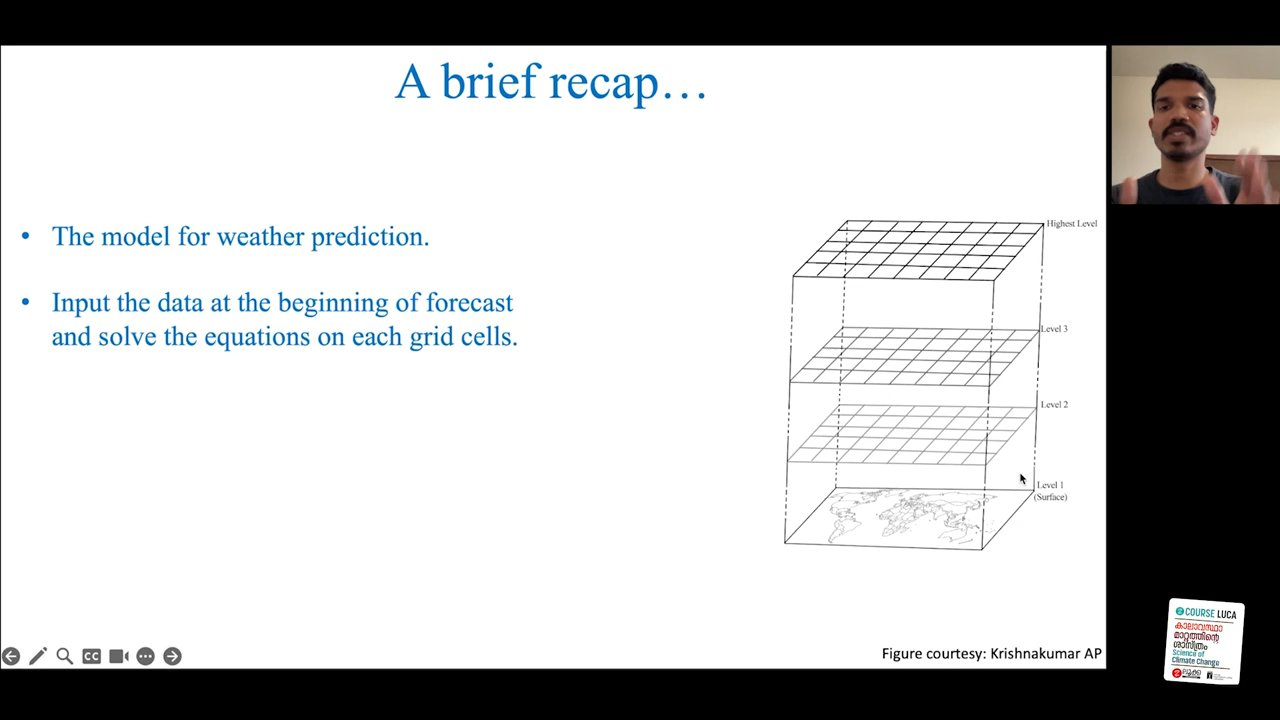 A brief recap…
• The model for weather prediction.
• Input the data at the beginning of forecast
and solve the equations on each grid cells.
Highest Level
Level 3
Level 2
Level 1
(Surface)
Figure courtesy: Krishnakumar AP
CC
COURSE LUCA
കാലാവസ്ഥാ
മാറ്റത്തിന്റെ
ശാസ്ത്രം
Science of
Climate Change
ലൂക്ക